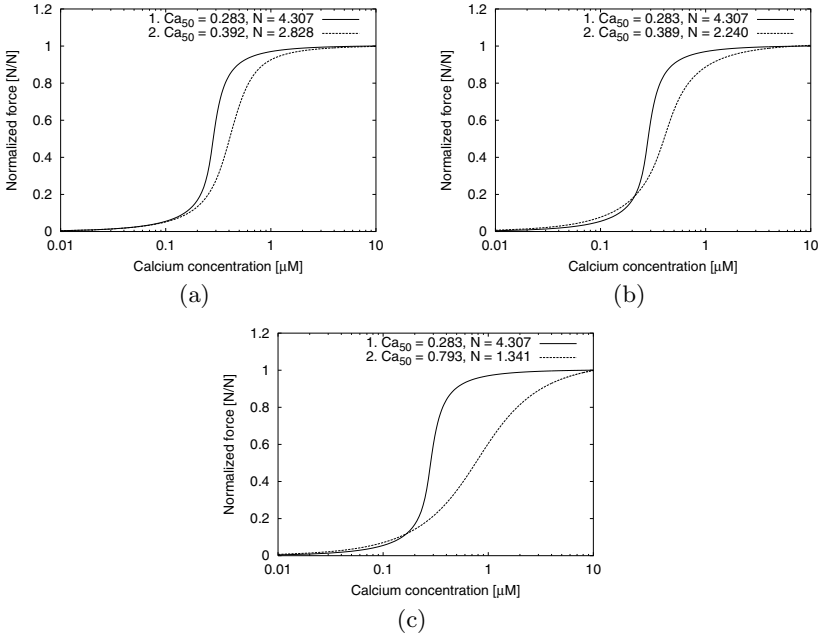 1. Ca50 = 0.283, N = 4.307
2. Ca50 = 0.392, N = 2.828
Normalized force [N/N]
1.2
1
0.8
0.6
0.4
0.2
0
0.01
0.1
1
10
Calcium concentration [µM]
(a)
1. Ca50 = 0.283, N = 4.307
2. Ca50 = 0.389, N = 2.240
Normalized force [N/N]
1.2
1
0.8
0.6
0.4
0.2
0
0.01
0.1
1
10
Calcium concentration [µM]
(b)
1. Ca50 = 0.283, N = 4.307
2. Ca50 = 0.793, N = 1.341
Normalized force [N/N]
1.2
1
0.8
0.6
0.4
0.2
0
0.01
0.1
1
10
Calcium concentration [µM]
(c)